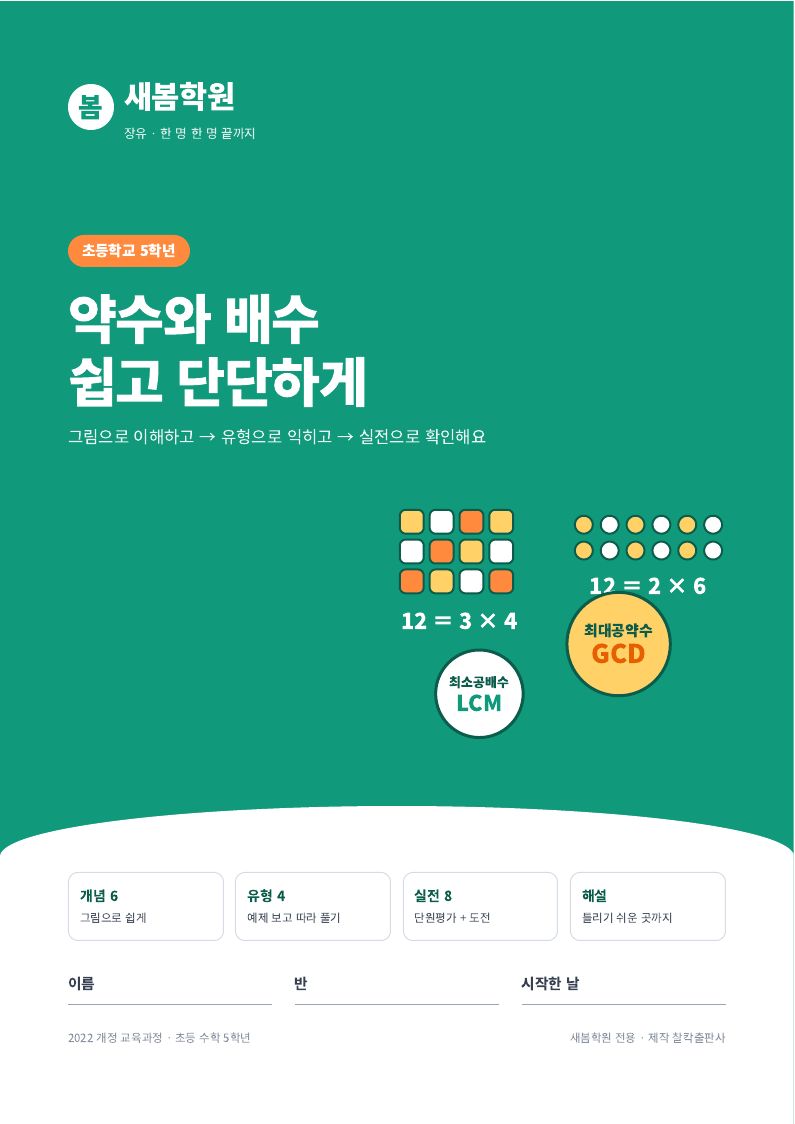 봄
새봄학원
장유 · 한 명 한 명 끝까지
초등학교 5학년
약수와 배수
쉽고 단단하게
그림으로 이해하고 → 유형으로 익히고 → 실전으로 확인해요
12 = 3 × 4
12 = 2 × 6
최대공약수
GCD
최소공배수
LCM
개념 6
그림으로 쉽게
유형 4
예제 보고 따라 풀기
실전 8
단원평가 + 도전
해설
틀리기 쉬운 곳까지
이름
반
시작한 날
2022 개정 교육과정 · 초등 수학 5학년
새봄학원 전용 · 제작 찰칵출판사